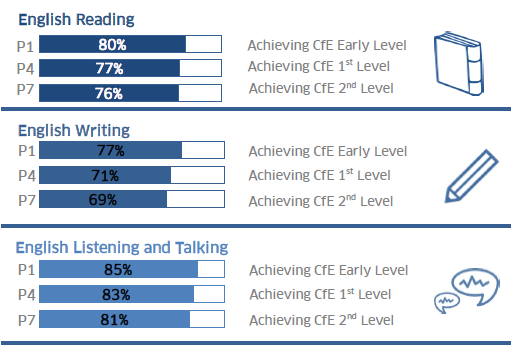 English Reading
P1 80% Achieving CfE Early Level
P4 77% Achieving CfE 1st Level
P7 76% Achieving CfE 2nd Level
English Writing
P1 77% Achieving CfE Early Level
P4 71% Achieving CfE 1st Level
P7 69% Achieving CfE 2nd Level
English Listening and Talking
P1 85% Achieving CfE Early Level
P4 83% Achieving CfE 1st Level
P7 81% Achieving CfE 2nd Level